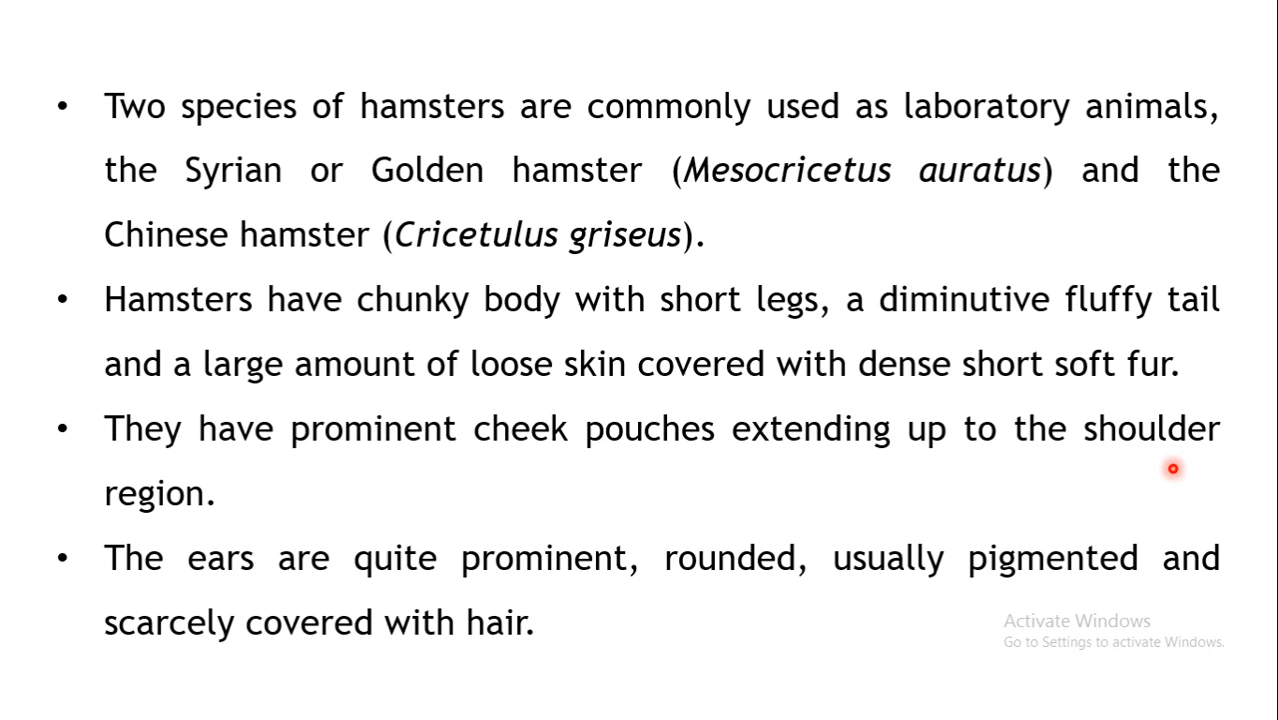 • Two species of hamsters are commonly used as laboratory animals,
the Syrian or Golden hamster (Mesocricetus auratus) and the
Chinese hamster (Cricetulus griseus).
• Hamsters have chunky body with short legs, a diminutive fluffy tail
and a large amount of loose skin covered with dense short soft fur.
• They have prominent cheek pouches extending up to the shoulder
region.
• The ears are quite prominent, rounded, usually pigmented and
scarcely covered with hair.
Activate Windows
Go to Settings to activate Windows.